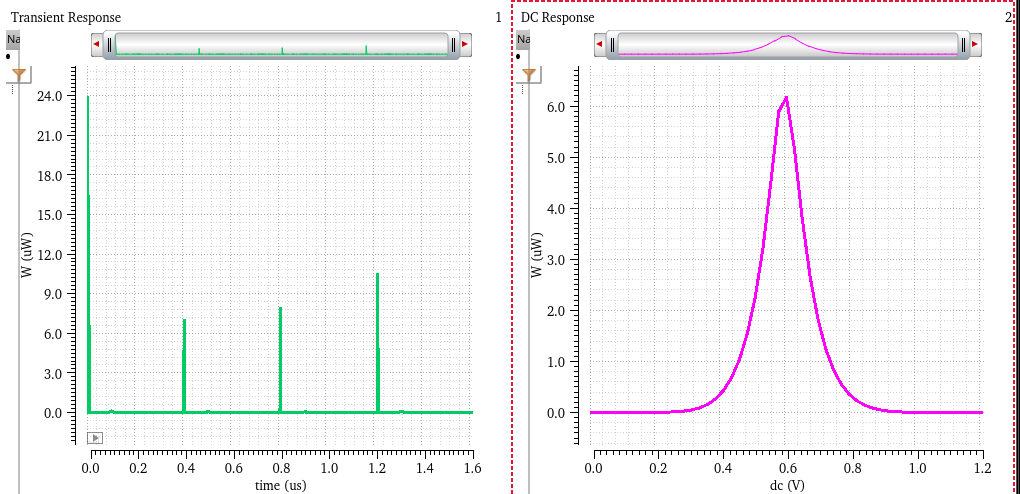 Transient Response 1
Na
24.0
21.0
18.0
15.0
12.0
9.0
6.0
3.0
0.0
W (uW)
0.0 0.2 0.4 0.6 0.8 1.0 1.2 1.4 1.6
time (us)
DC Response 2
Na
6.0
5.0
4.0
3.0
2.0
1.0
0.0
W (uW)
0.0 0.2 0.4 0.6 0.8 1.0 1.2
dc (V)